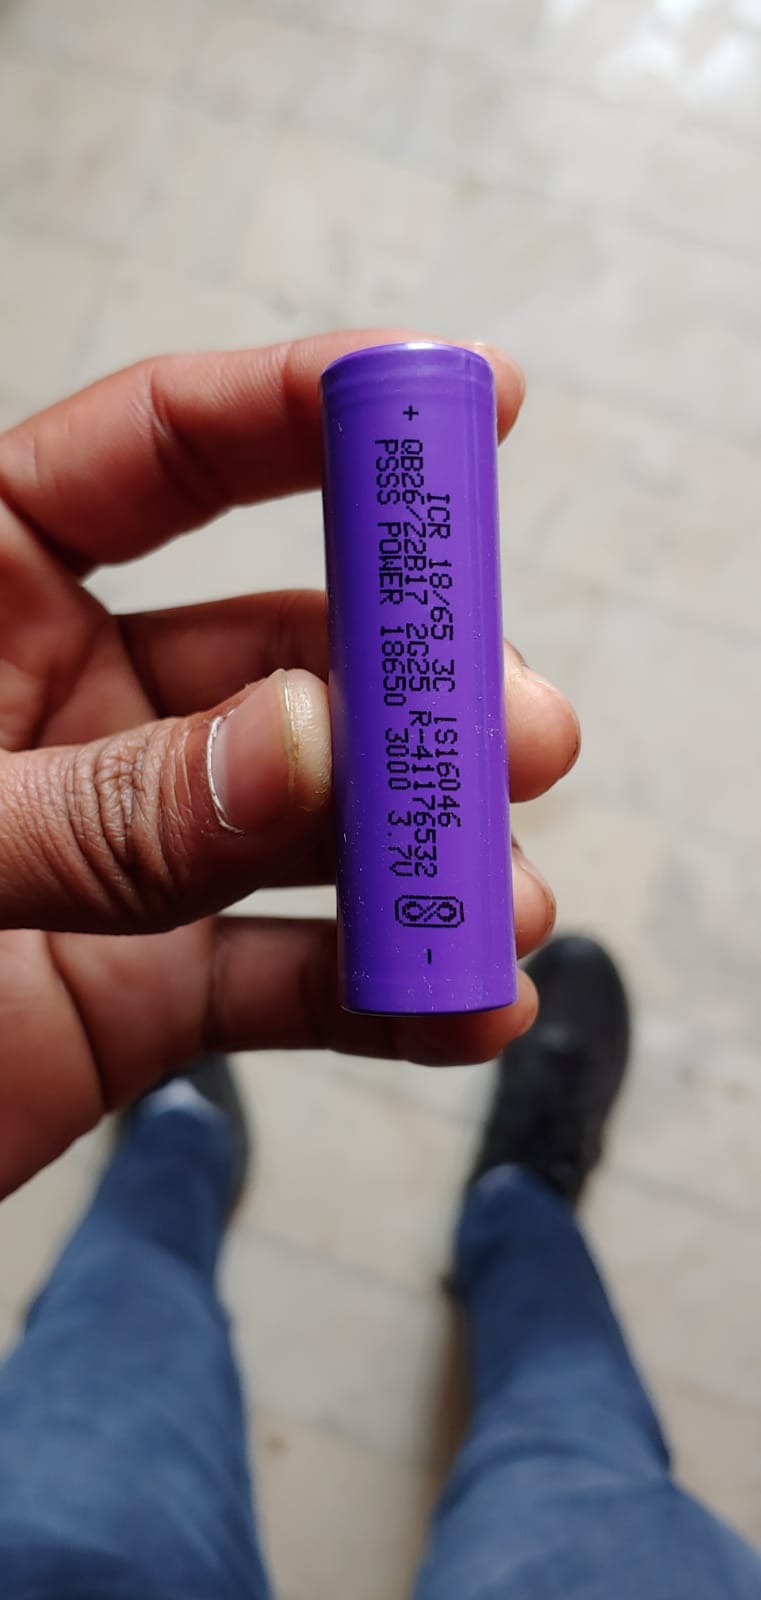 +
ICR 18/65 3C IS16046
QB26/22B17 2G25 R-41176532
PSSS POWER 18650 3000 3.7V
-